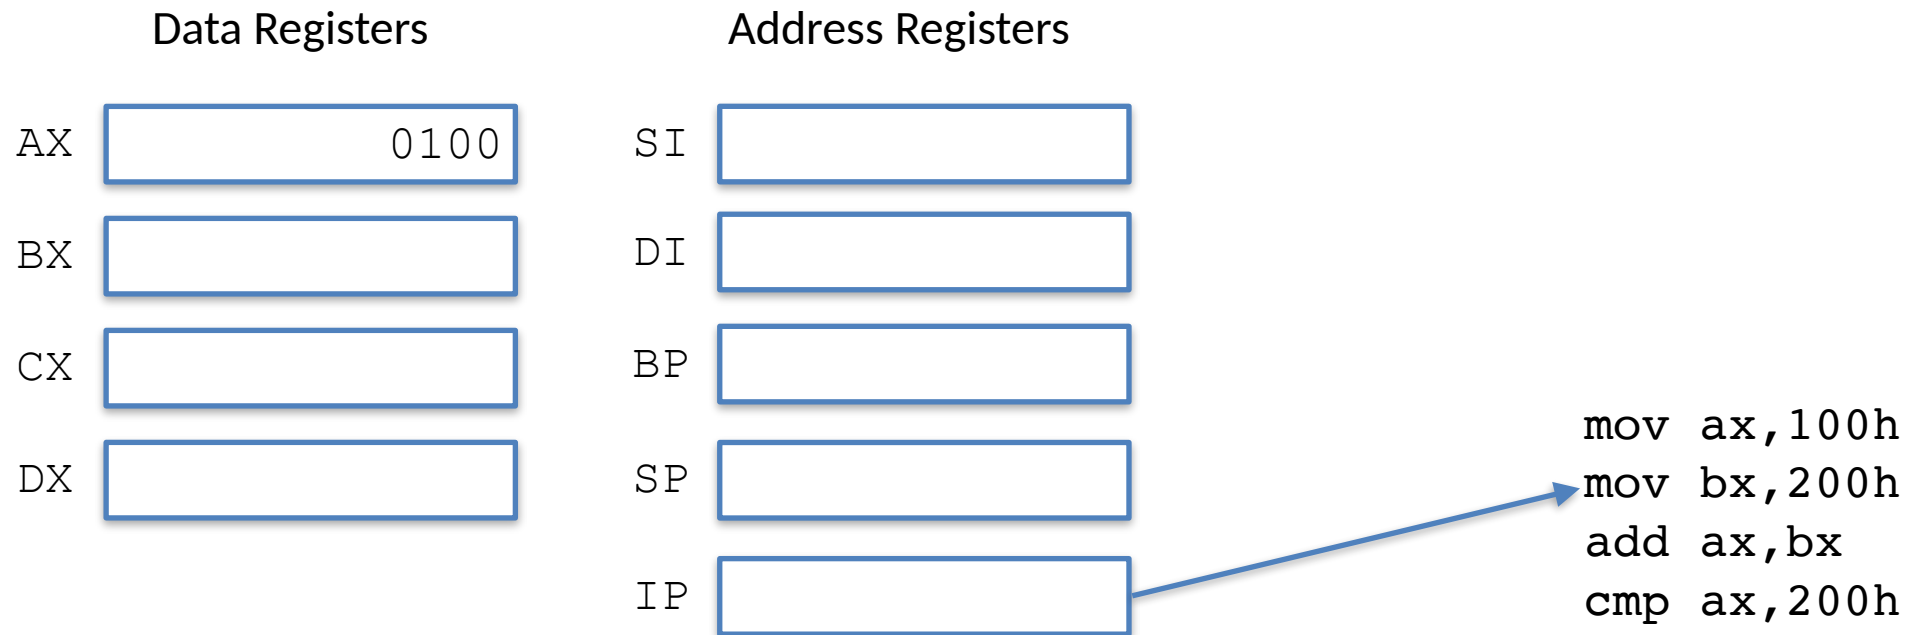 Data Registers
Address Registers
AX
0100
SI
BX
DI
CX
BP
DX
SP
IP
mov ax,100h
mov bx,200h
add ax,bx
cmp ax,200h